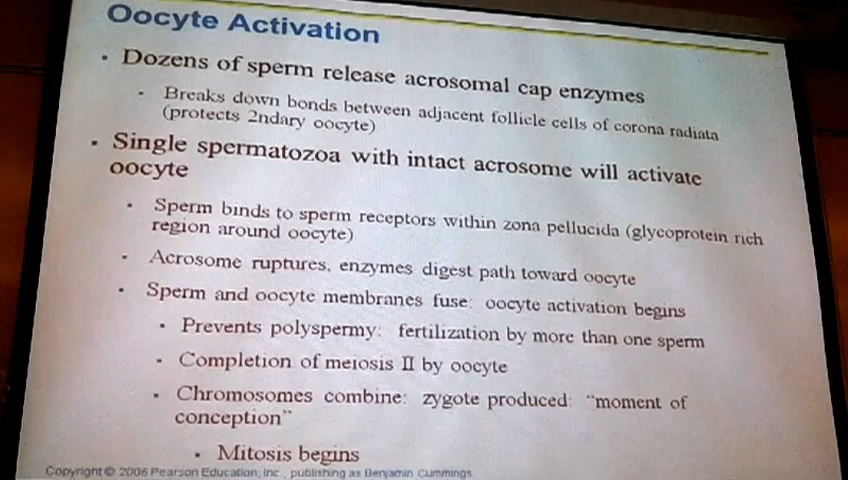 Oocyte Activation
• Dozens of sperm release acrosomal cap enzymes
• Breaks down bonds between adjacent follicle cells of corona radiata
(protects 2ndary oocyte)
• Single spermatozoa with intact acrosome will activate
oocyte
• Sperm binds to sperm receptors within zona pellucida (glycoprotein rich
region around oocyte)
• Acrosome ruptures, enzymes digest path toward oocyte
• Sperm and oocyte membranes fuse: oocyte activation begins
• Prevents polyspermy: fertilization by more than one sperm
• Completion of meiosis II by oocyte
• Chromosomes combine: zygote produced: “moment of
conception”
• Mitosis begins
Copyright © 2006 Pearson Education, Inc., publishing as Benjamin Cummings